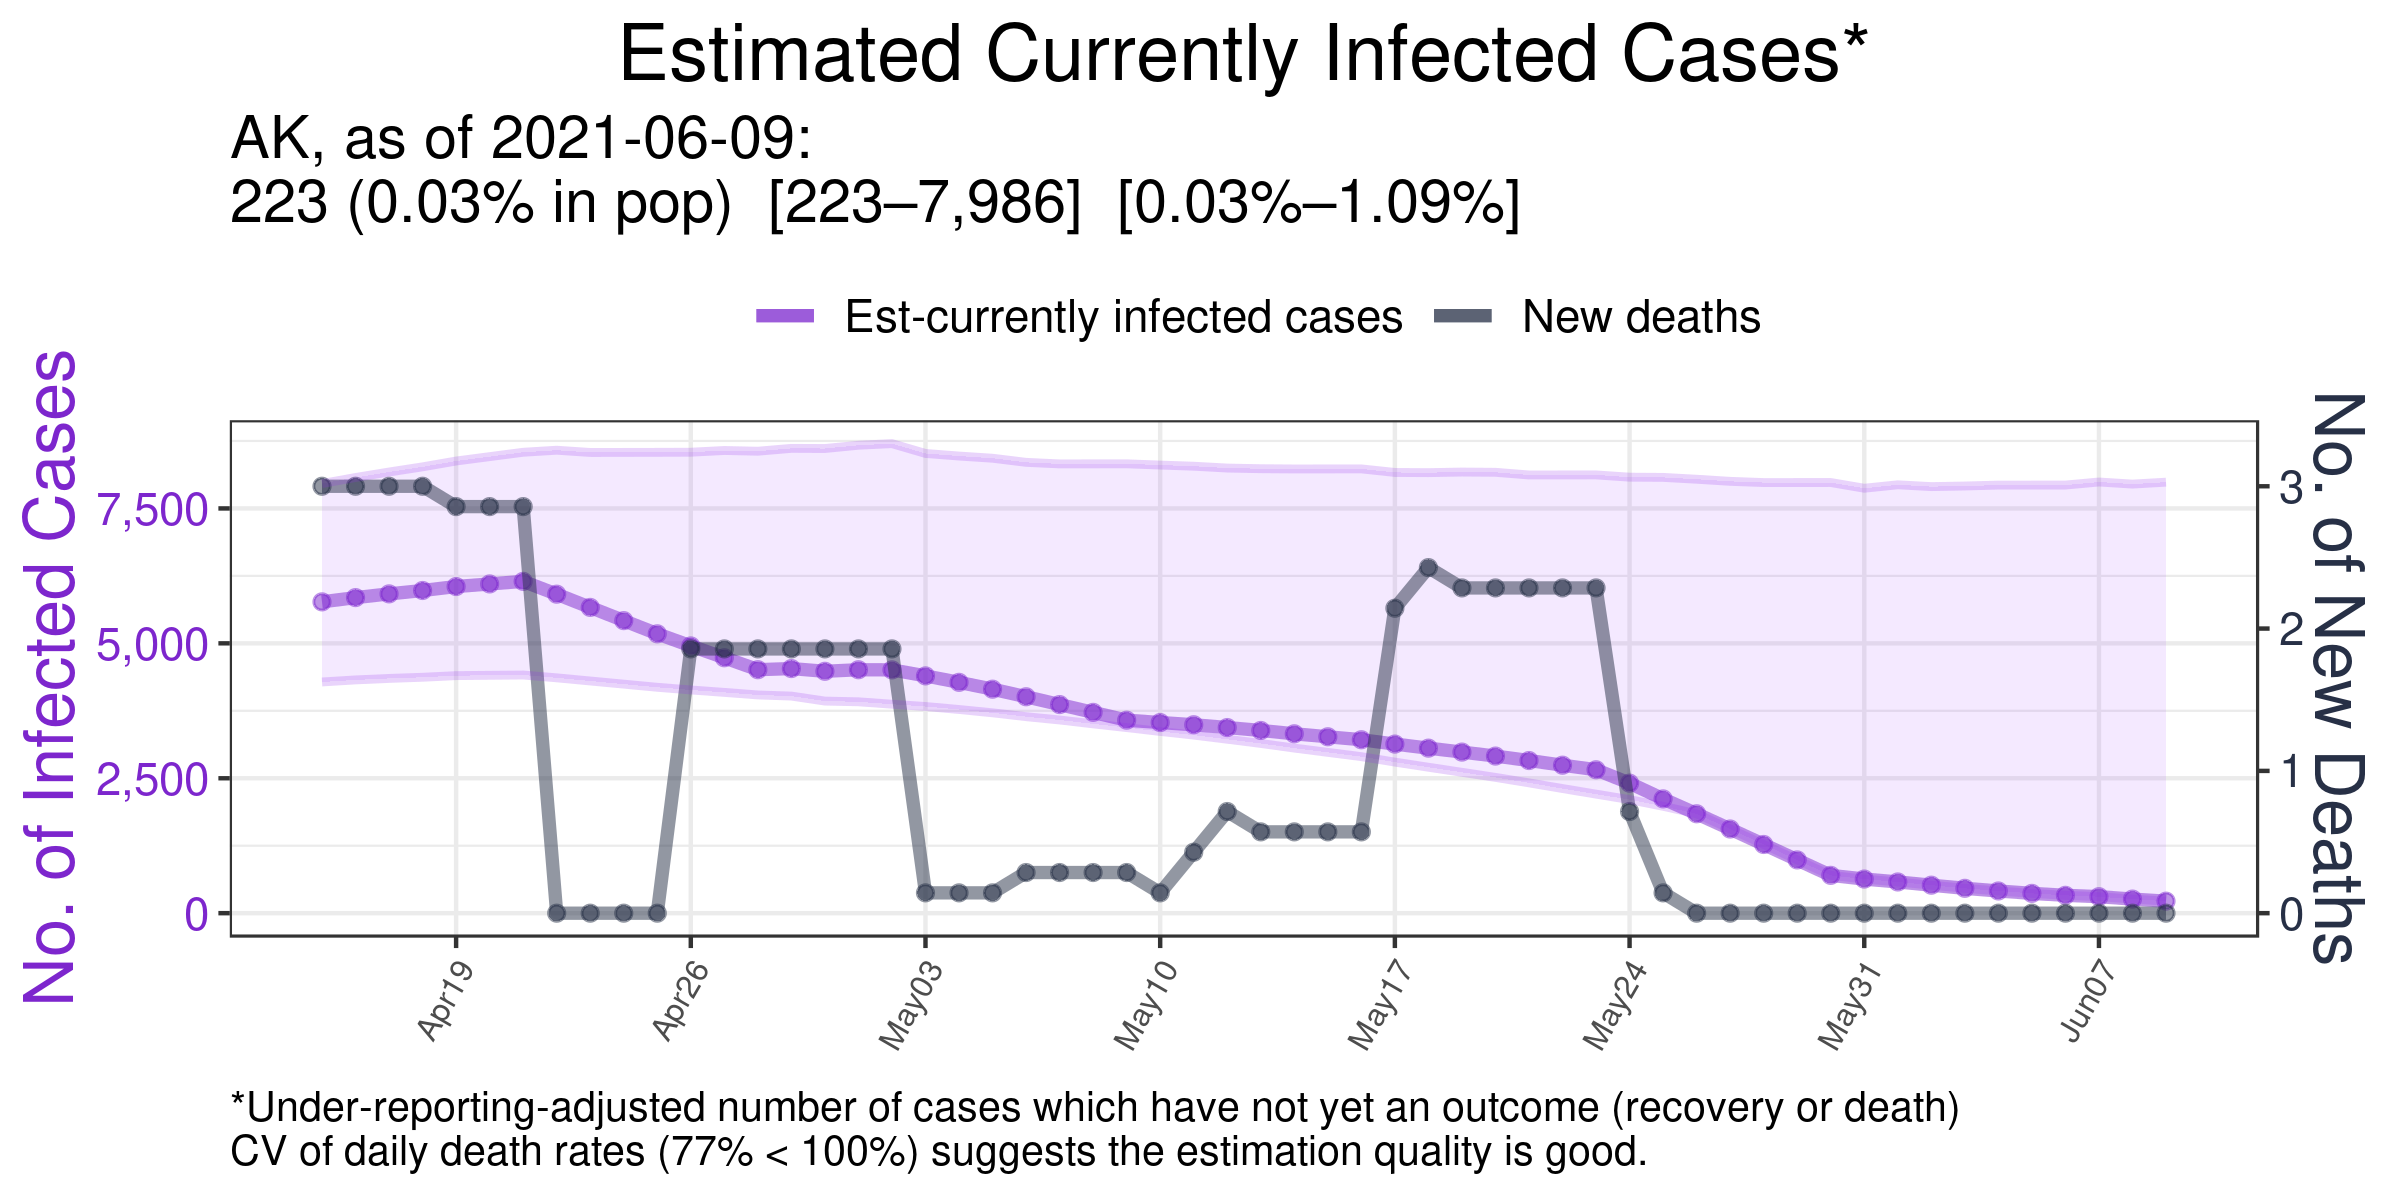 Estimated Currently Infected Cases*
AK, as of 2021-06-09:
223 (0.03% in pop)  [223–7,986]  [0.03%–1.09%]
Est-currently infected cases
New deaths
No. of Infected Cases
7,500
5,000
2,500
0
No. of New Deaths
3
2
1
0
Apr19
Apr26
May03
May10
May17
May24
May31
Jun07
*Under-reporting-adjusted number of cases which have not yet an outcome (recovery or death)
CV of daily death rates (77% < 100%) suggests the estimation quality is good.